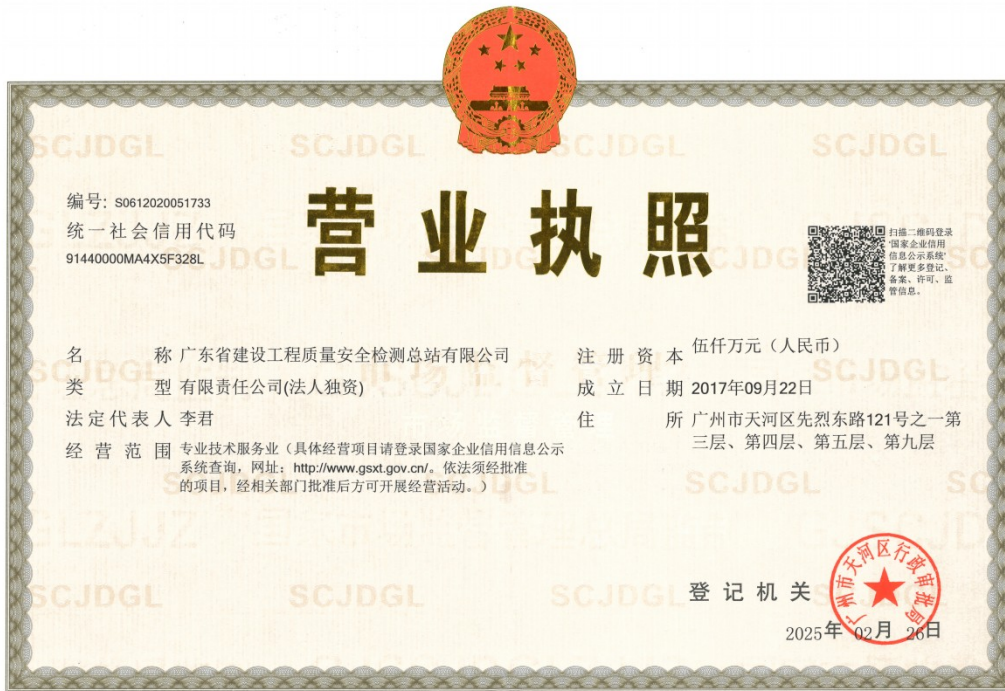 编号: S0612020051733
统一社会信用代码
91440000MA4X5F328L
营业执照
扫描二维码登录
'国家企业信用
信息公示系统'
了解更多登记、
备案、许可、监
管信息。
名称 广东省建设工程质量安全检测总站有限公司
类型 有限责任公司(法人独资)
法定代表人 李君
经营范围 专业技术服务业（具体经营项目请登录国家企业信用信息公示
系统查询，网址：http://www.gsxt.gov.cn/。依法须经批准
的项目，经相关部门批准后方可开展经营活动。）
注册资本 伍仟万元（人民币）
成立日期 2017年09月22日
住所 广州市天河区先烈东路121号之一第
三层、第四层、第五层、第九层
登记机关
广州市天河区行政审批局
2025年 02月 26日
SCJDGL